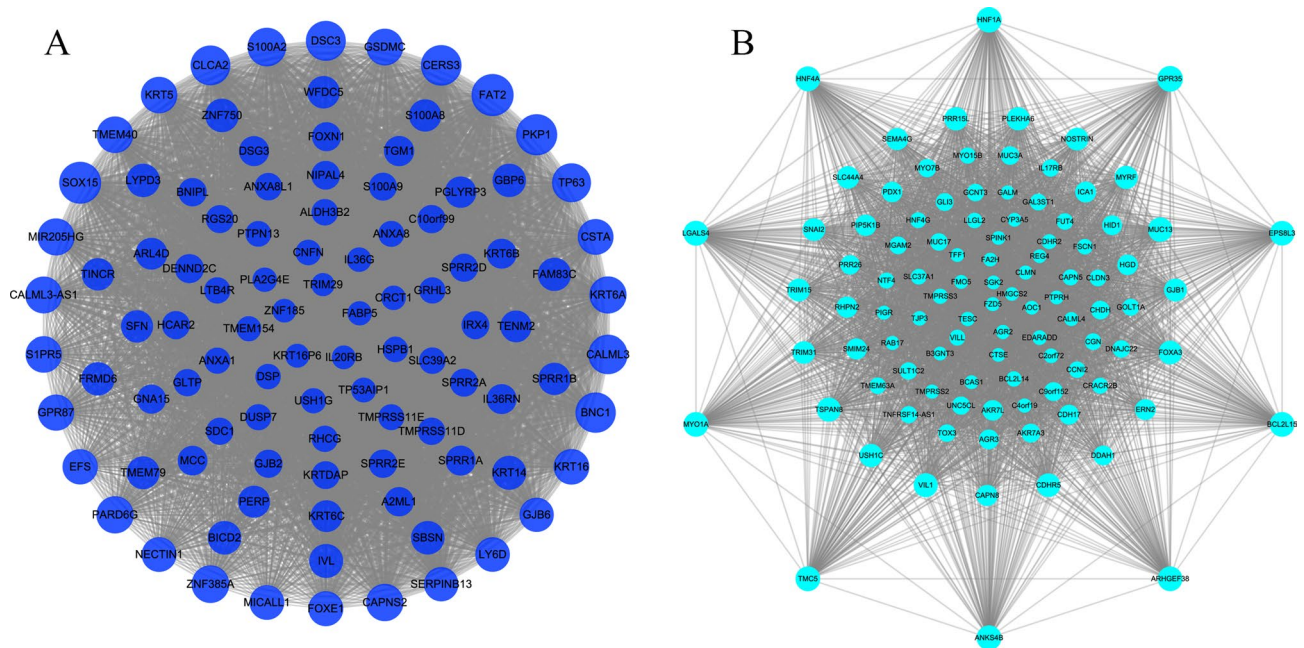 A
DSC3
S100A2
GSDMC
CLCA2
CERS3
WFDC5
KRT5
FAT2
ZNF750
S100A8
TMEM40
FOXN1
PKP1
DSG3
TGM1
SOX15
LYPD3
BNIPL
ANXA8L1
NIPAL4
S100A9
PGLYRP3
GBP6
TP63
RGS20
ALDH3B2
C10orf99
MIR205HG
PTPN13
ANXA8
CSTA
ARL4D
CNFN
IL36G
KRT6B
TINCR
DENND2C
SPRR2D
FAM83C
CALML3-AS1
LTB4R
PLA2G4E
TRIM29
GRHL3
KRT6A
CRCT1
FABP5
ZNF185
SFN
HCAR2
TMEM154
IRX4
TENM2
S1PR5
HSPB1
CALML3
ANXA1
KRT16P6
IL20RB
SLC39A2
FRMD6
GLTP
DSP
SPRR2A
SPRR1B
GNA15
TP53AIP1
IL36RN
GPR87
USH1G
BNC1
DUSP7
TMPRSS11E
SDC1
RHCG
TMPRSS11D
EFS
MCC
GJB2
SPRR2E
SPRR1A
KRT16
TMEM79
KRTDAP
KRT14
PERP
A2ML1
PARD6G
KRT6C
GJB6
BICD2
SBSN
NECTIN1
IVL
LY6D
ZNF385A
SERPINB13
MICALL1
FOXE1
CAPNS2
B
HNF1A
HNF4A
GPR35
PRR15L
PLEKHA6
SEMA4G
NOSTRIN
MYO15B
MUC3A
MYO7B
IL17RB
SLC44A4
MYRF
PDX1
GCNT3
GALM
ICA1
GLI3
GAL3ST1
LGALS4
SNAI2
PIP5K1B
HNF4G
LLGL2
CYP3A5
FUT4
HID1
MUC13
EPS8L3
MGAM2
MUC17
SPINK1
CDHR2
FSCN1
PRR26
TFF1
FA2H
REG4
HGD
NTF4
SLC37A1
CLMN
CAPN5
CLDN3
TRIM15
FMO5
SGK2
GJB1
TMPRSS3
HMGCS2
PTPRH
RHPN2
PIGR
FZD5
AOC1
CHDH
GOLT1A
TJP3
TESC
CALML4
TRIM31
SMIM24
RAB17
VILL
AGR2
EDARADD
CGN
DNAJC22
FOXA3
B3GNT3
CTSE
C2orf72
SULT1C2
CCNI2
TMEM63A
TMPRSS2
BCAS1
BCL2L14
C9orf152
CRACR2B
MYO1A
TSPAN8
TNFRSF14-AS1
UNC5CL
AKR7L
C4orf19
CDH17
ERN2
BCL2L15
TOX3
AGR3
AKR7A3
USH1C
DDAH1
VIL1
CAPN8
CDHR5
TMC5
ARHGEF38
ANKS4B